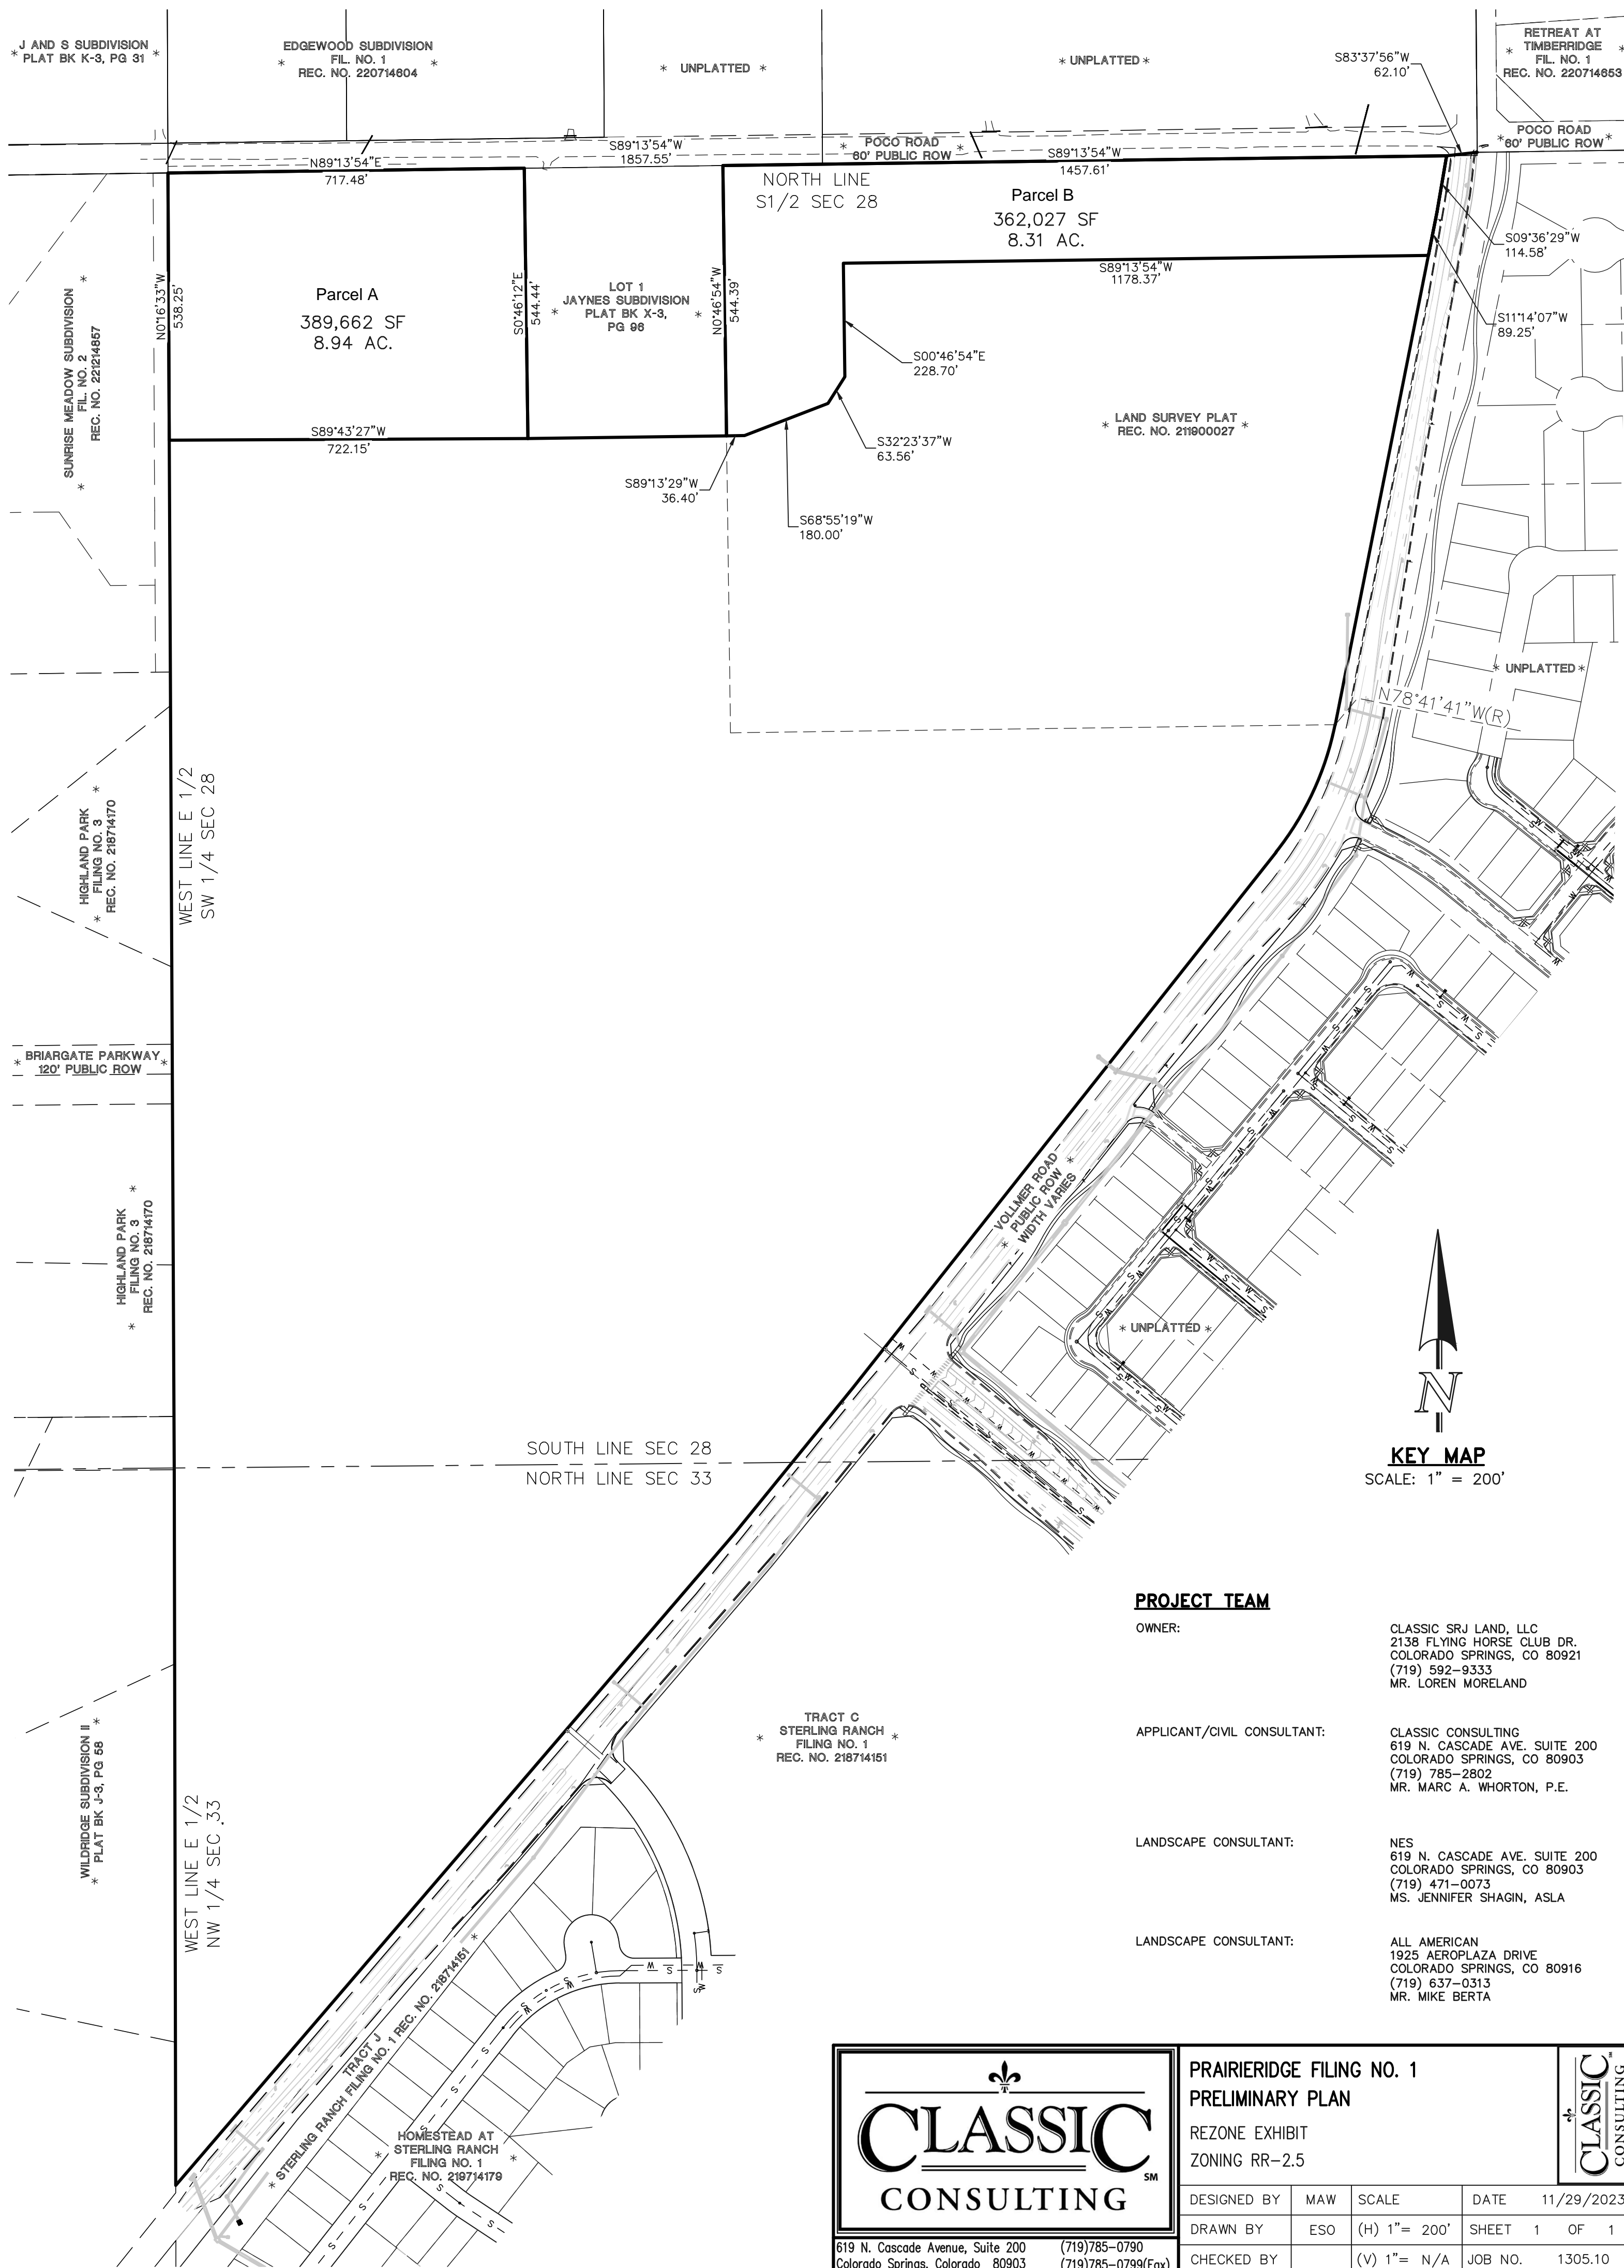 * J AND S SUBDIVISION *
PLAT BK K-3, PG 31
EDGEWOOD SUBDIVISION
* FIL. NO. 1 *
REC. NO. 220714604
* UNPLATTED *
* UNPLATTED *
S83°37'56"W
62.10'
RETREAT AT
* TIMBERRIDGE *
FIL. NO. 1
REC. NO. 220714653
POCO ROAD
*60' PUBLIC ROW*
* POCO ROAD *
60' PUBLIC ROW
N89°13'54"E
717.48'
S89°13'54"W
1857.55'
S89°13'54"W
1457.61'
NORTH LINE
S1/2 SEC 28
Parcel B
362,027 SF
8.31 AC.
S09°36'29"W
114.58'
S89°13'54"W
1178.37'
S11°14'07"W
89.25'
SUNRISE MEADOW SUBDIVISION
* FIL. NO. 2 *
REC. NO. 221214857
N0°16'33"W
538.25'
Parcel A
389,662 SF
8.94 AC.
S0°46'12"E
544.44'
LOT 1
JAYNES SUBDIVISION
* PLAT BK X-3, *
PG 96
N0°46'54"W
544.39'
S00°46'54"E
228.70'
* LAND SURVEY PLAT *
REC. NO. 211900027
S89°43'27"W
722.15'
S32°23'37"W
63.56'
S89°13'29"W
36.40'
S68°55'19"W
180.00'
* UNPLATTED *
N78°41'41"W(R)
WEST LINE E 1/2
SW 1/4 SEC 28
HIGHLAND PARK
* FILING NO. 3 *
REC. NO. 218714170
* BRIARGATE PARKWAY *
120' PUBLIC ROW
HIGHLAND PARK
* FILING NO. 3 *
REC. NO. 218714170
VOLLMER ROAD
* PUBLIC ROW *
WIDTH VARIES
* UNPLATTED *
N
KEY MAP
SCALE: 1" = 200'
SOUTH LINE SEC 28
NORTH LINE SEC 33
PROJECT TEAM
OWNER:
CLASSIC SRJ LAND, LLC
2138 FLYING HORSE CLUB DR.
COLORADO SPRINGS, CO 80921
(719) 592-9333
MR. LOREN MORELAND
APPLICANT/CIVIL CONSULTANT:
CLASSIC CONSULTING
619 N. CASCADE AVE. SUITE 200
COLORADO SPRINGS, CO 80903
(719) 785-2802
MR. MARC A. WHORTON, P.E.
LANDSCAPE CONSULTANT:
NES
619 N. CASCADE AVE. SUITE 200
COLORADO SPRINGS, CO 80903
(719) 471-0073
MS. JENNIFER SHAGIN, ASLA
LANDSCAPE CONSULTANT:
ALL AMERICAN
1925 AEROPLAZA DRIVE
COLORADO SPRINGS, CO 80916
(719) 637-0313
MR. MIKE BERTA
TRACT C
* STERLING RANCH *
FILING NO. 1
REC. NO. 218714151
WILDRIDGE SUBDIVISION II
* PLAT BK J-3, PG 58 *
WEST LINE E 1/2
NW 1/4 SEC 33
TRACT J
* STERLING RANCH FILING NO. 1 REC. NO. 218714151 *
HOMESTEAD AT
* STERLING RANCH *
FILING NO. 1
REC. NO. 219714179
CLASSIC
SM
CONSULTING
619 N. Cascade Avenue, Suite 200 (719)785-0790
Colorado Springs, Colorado 80903 (719)785-0799(Fax)
PRAIRIERIDGE FILING NO. 1
PRELIMINARY PLAN
REZONE EXHIBIT
ZONING RR-2.5
CLASSIC
CONSULTING
DESIGNED BY MAW SCALE DATE 11/29/2023
DRAWN BY ESO (H) 1"= 200' SHEET 1 OF 1
CHECKED BY (V) 1"= N/A JOB NO. 1305.10